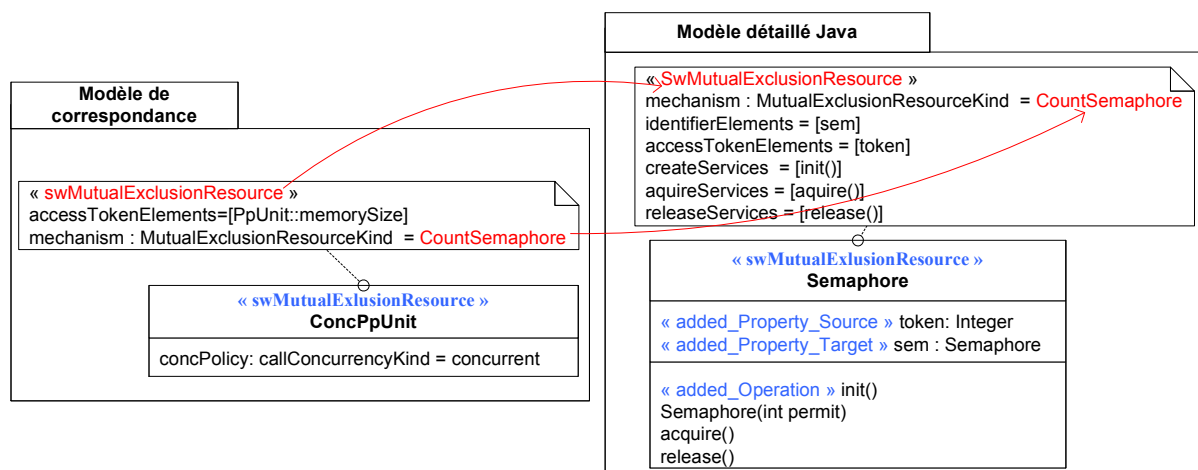 Modèle de
correspondance
« swMutualExclusionResource »
accessTokenElements=[PpUnit::memorySize]
mechanism : MutualExclusionResourceKind = CountSemaphore
« swMutualExlusionResource »
ConcPpUnit
concPolicy: callConcurrencyKind = concurrent
Modèle détaillé Java
« SwMutualExclusionResource »
mechanism : MutualExclusionResourceKind = CountSemaphore
identifierElements = [sem]
accessTokenElements = [token]
createServices = [init()]
aquireServices = [aquire()]
releaseServices = [release()]
« swMutualExlusionResource »
Semaphore
« added_Property_Source » token: Integer
« added_Property_Target » sem : Semaphore
« added_Operation » init()
Semaphore(int permit)
acquire()
release()